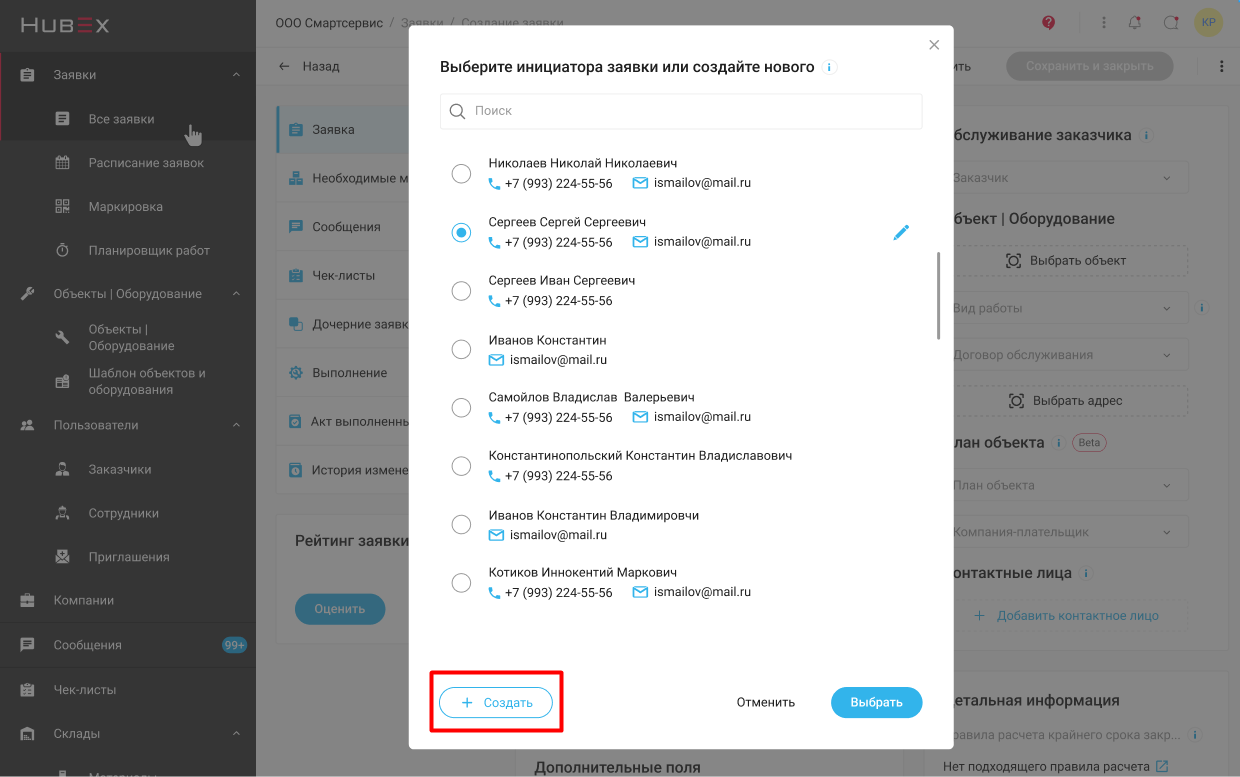 HUBEX
ООО Смартсервис / Заявки / Создание заявки
КР
Заявки
Все заявки
Расписание заявок
Маркировка
Планировщик работ
Объекты | Оборудование
Объекты |
Оборудование
Шаблон объектов и
оборудования
Пользователи
Заказчики
Сотрудники
Приглашения
Компании
Сообщения
99+
Чек-листы
Склады
Материалы
Назад
Сохранить и закрыть
Заявка
Необходимые м
Сообщения
Чек-листы
Дочерние заявк
Выполнение
Акт выполненнь
История измене
Рейтинг заявки
Оценить
Выберите инициатора заявки или создайте нового
Поиск
Николаев Николай Николаевич
+7 (993) 224-55-56 ismailov@mail.ru
Сергеев Сергей Сергеевич
+7 (993) 224-55-56 ismailov@mail.ru
Сергеев Иван Сергеевич
+7 (993) 224-55-56
Иванов Константин
ismailov@mail.ru
Самойлов Владислав Валерьевич
+7 (993) 224-55-56 ismailov@mail.ru
Константинопольский Константин Владиславович
+7 (993) 224-55-56
Иванов Константин Владимировчи
ismailov@mail.ru
Котиков Иннокентий Маркович
+7 (993) 224-55-56 ismailov@mail.ru
+ Создать
Отменить
Выбрать
ить
бслуживание заказчика
Заказчик
бъект | Оборудование
Выбрать объект
Вид работы
Договор обслуживания
Выбрать адрес
лан объекта
Beta
План объекта
Компания-плательщик
онтактные лица
+ Добавить контактное лицо
етальная информация
равила расчета крайнего срока закр...
Нет подходящего правила расчета
Дополнительные поля